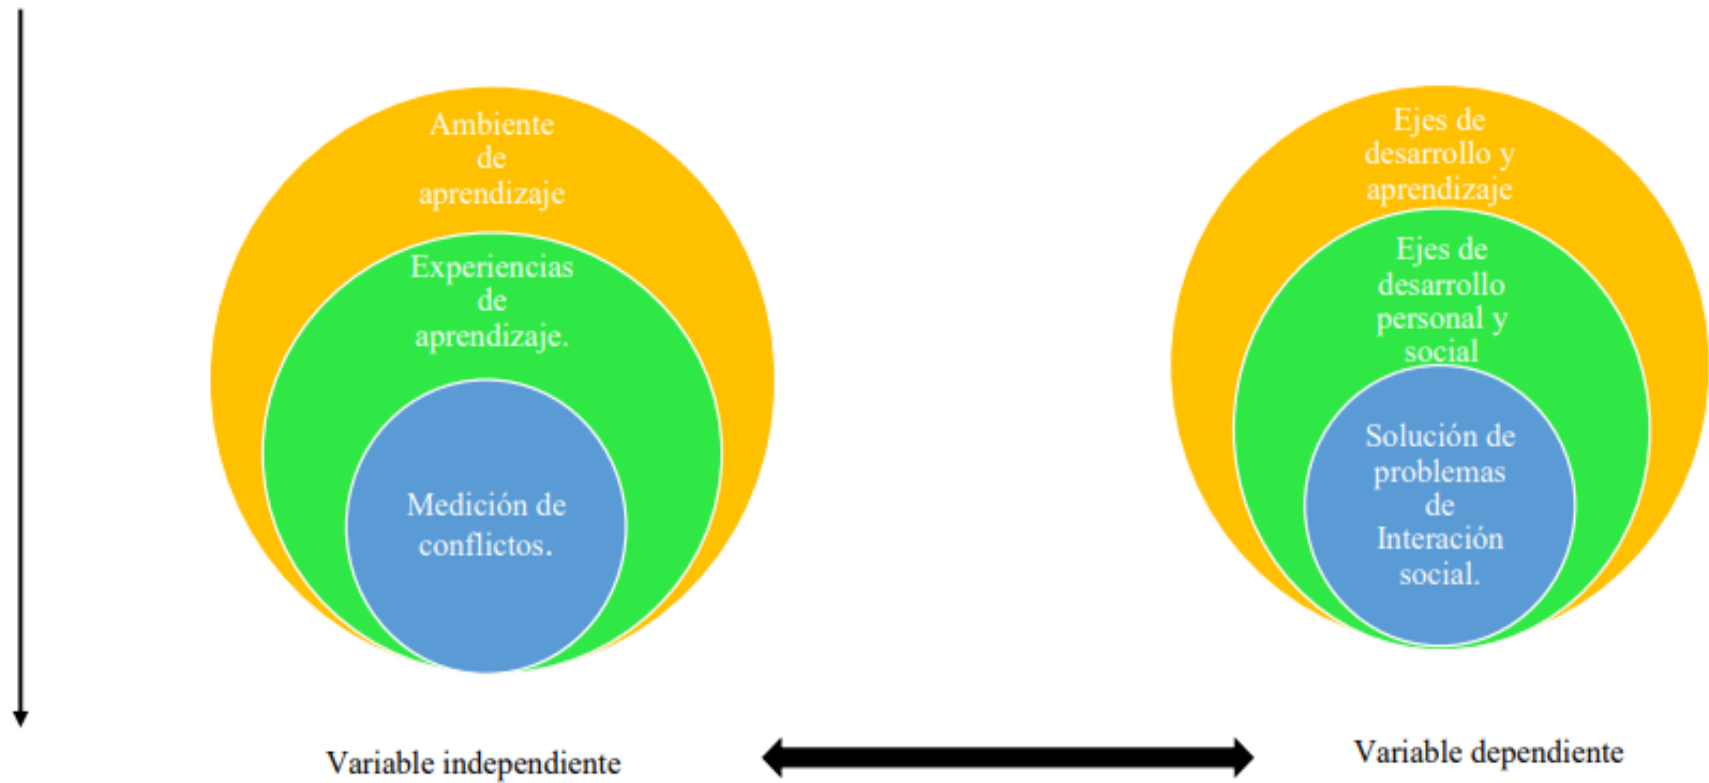 Ambiente
de
aprendizaje
Experiencias
de
aprendizaje.
Medición de
conflictos.
Variable independiente
Ejes de
desarrollo y
aprendizaje
Ejes de
desarrollo
personal y
social
Solución de
problemas
de
Interación
social.
Variable dependiente